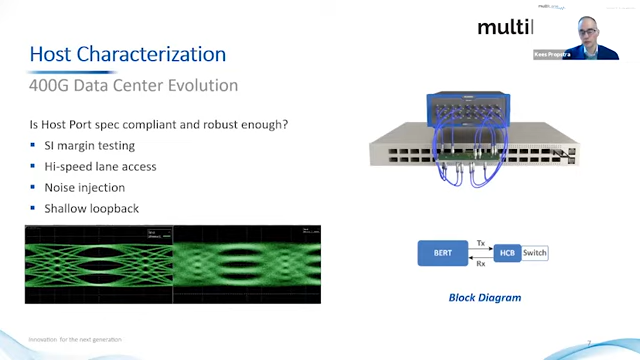 Host Characterization
400G Data Center Evolution
multil
Kees Propstra
Is Host Port spec compliant and robust enough?
SI margin testing
Hi-speed lane access
Noise injection
Shallow loopback
BERT
Tx
Rx
HCB
Switch
Block Diagram
Innovation for the next generation
7